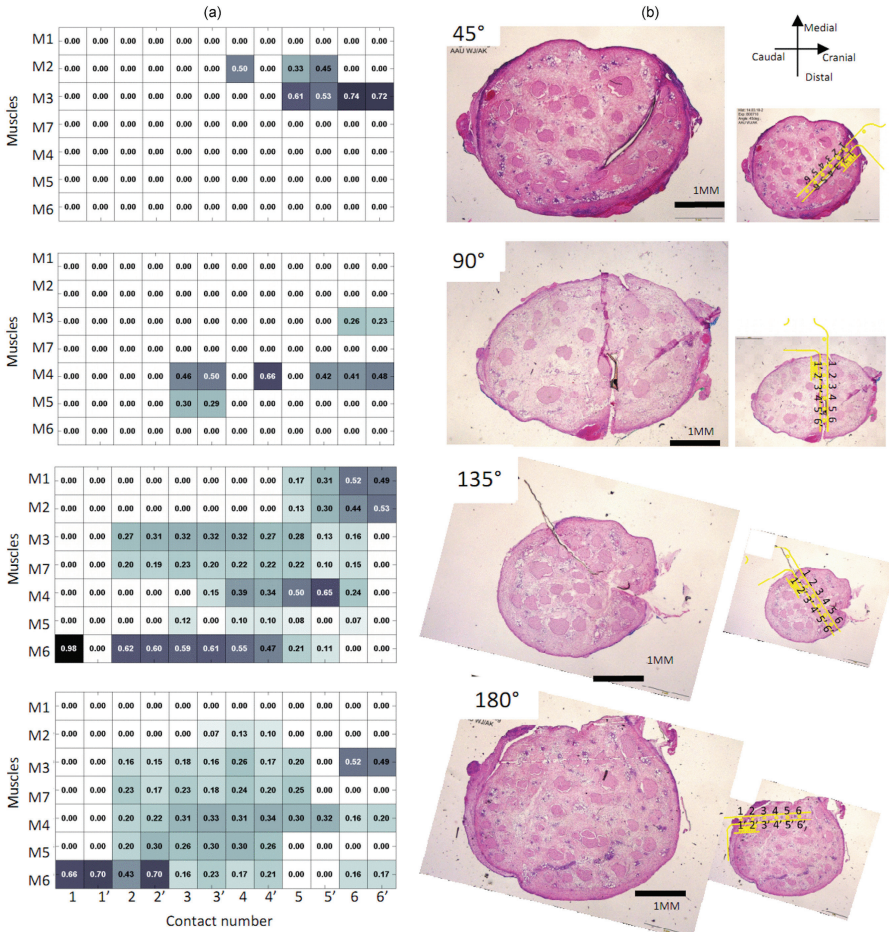 (a)
M1 0.00 0.00 0.00 0.00 0.00 0.00 0.00 0.00 0.00 0.00 0.00 0.00
M2 0.00 0.00 0.00 0.00 0.00 0.00 0.50 0.00 0.33 0.45 0.00 0.00
M3 0.00 0.00 0.00 0.00 0.00 0.00 0.00 0.00 0.61 0.53 0.74 0.72
M7 0.00 0.00 0.00 0.00 0.00 0.00 0.00 0.00 0.00 0.00 0.00 0.00
M4 0.00 0.00 0.00 0.00 0.00 0.00 0.00 0.00 0.00 0.00 0.00 0.00
M5 0.00 0.00 0.00 0.00 0.00 0.00 0.00 0.00 0.00 0.00 0.00 0.00
M6 0.00 0.00 0.00 0.00 0.00 0.00 0.00 0.00 0.00 0.00 0.00 0.00
Muscles
M1 0.00 0.00 0.00 0.00 0.00 0.00 0.00 0.00 0.00 0.00 0.00 0.00
M2 0.00 0.00 0.00 0.00 0.00 0.00 0.00 0.00 0.00 0.00 0.00 0.00
M3 0.00 0.00 0.00 0.00 0.00 0.00 0.00 0.00 0.00 0.00 0.26 0.23
M7 0.00 0.00 0.00 0.00 0.00 0.00 0.00 0.00 0.00 0.00 0.00 0.00
M4 0.00 0.00 0.00 0.00 0.46 0.50 0.00 0.66 0.00 0.42 0.41 0.48
M5 0.00 0.00 0.00 0.00 0.30 0.29 0.00 0.00 0.00 0.00 0.00 0.00
M6 0.00 0.00 0.00 0.00 0.00 0.00 0.00 0.00 0.00 0.00 0.00 0.00
Muscles
M1 0.00 0.00 0.00 0.00 0.00 0.00 0.00 0.00 0.17 0.31 0.52 0.49
M2 0.00 0.00 0.00 0.00 0.00 0.00 0.00 0.00 0.13 0.30 0.44 0.53
M3 0.00 0.00 0.27 0.31 0.32 0.32 0.32 0.27 0.28 0.13 0.16 0.00
M7 0.00 0.00 0.20 0.19 0.23 0.20 0.22 0.22 0.22 0.10 0.15 0.00
M4 0.00 0.00 0.00 0.00 0.00 0.15 0.39 0.34 0.50 0.65 0.24 0.00
M5 0.00 0.00 0.00 0.00 0.12 0.00 0.10 0.10 0.08 0.00 0.07 0.00
M6 0.98 0.00 0.62 0.60 0.59 0.61 0.55 0.47 0.21 0.11 0.00 0.00
Muscles
M1 0.00 0.00 0.00 0.00 0.00 0.00 0.00 0.00 0.00 0.00 0.00 0.00
M2 0.00 0.00 0.00 0.00 0.00 0.07 0.13 0.10 0.00 0.00 0.00 0.00
M3 0.00 0.00 0.16 0.15 0.18 0.16 0.26 0.17 0.20 0.00 0.52 0.49
M7 0.00 0.00 0.23 0.17 0.23 0.18 0.24 0.20 0.25 0.00 0.00 0.00
M4 0.00 0.00 0.20 0.22 0.31 0.33 0.31 0.34 0.30 0.32 0.16 0.20
M5 0.00 0.00 0.20 0.30 0.26 0.30 0.30 0.26 0.00 0.00 0.00 0.00
M6 0.66 0.70 0.43 0.70 0.16 0.23 0.17 0.21 0.00 0.00 0.16 0.17
Muscles
1 1' 2 2' 3 3' 4 4' 5 5' 6 6'
Contact number
(b)
45°
AAU WJ/AK
1MM
Medial
Caudal Cranial
Distal
90°
1MM
1' 2' 3' 4' 5' 6'
1 2 3 4 5 6
135°
1MM
1 2 3 4 5 6
1' 2' 3' 4' 5' 6'
180°
1MM
1 2 3 4 5 6
1' 2' 3' 4' 5' 6'